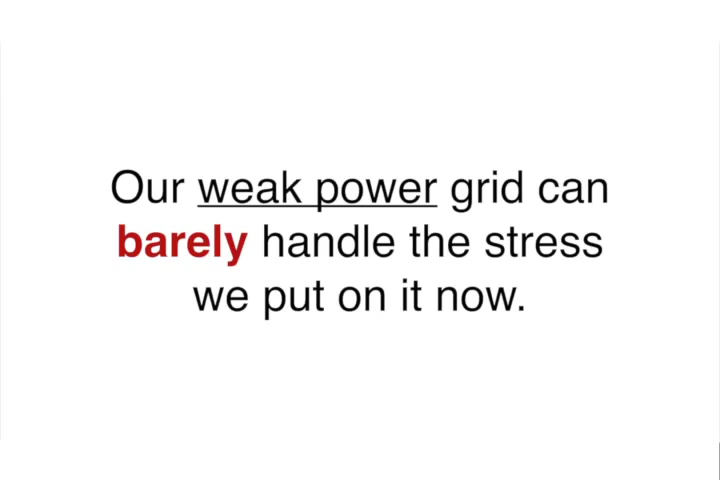 Our weak power grid can
barely handle the stress
we put on it now.